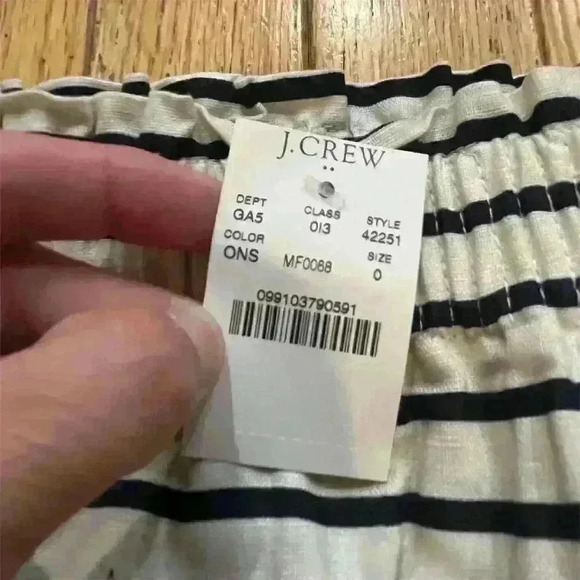 J.CREW
DEPT CLASS STYLE
GA5 013 42251
COLOR SIZE
ONS MF0068 0
099103790591